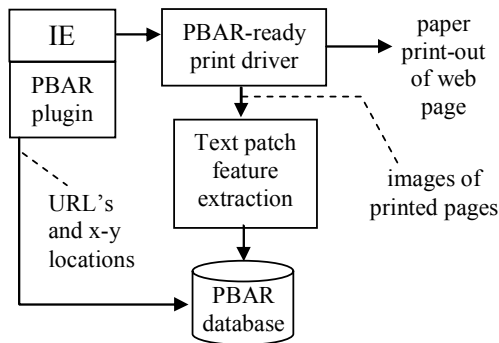 IE
PBAR
plugin
PBAR-ready
print driver
paper
print-out
of web
page
Text patch
feature
extraction
images of
printed pages
URL's
and x-y
locations
PBAR
database